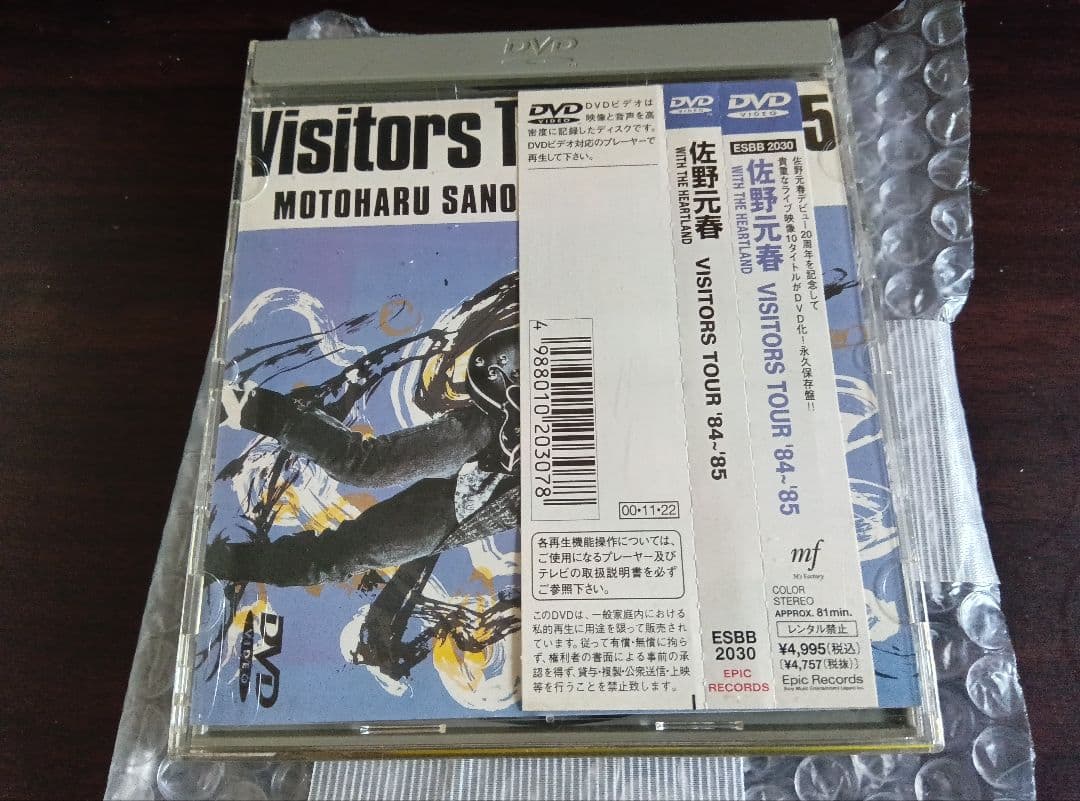 DVD
Visitors T
5
MOTOHARU SANO
DVD
VIDEO
DVD
VIDEO
DVDビデオは
映像と音声を高
密度に記録したディスクです。
DVDビデオ対応のプレーヤーで
再生して下さい。
4 988010 203078
00・11・22
各再生機能操作については、
ご使用になるプレーヤー及び
テレビの取扱説明書を必ず
ご参照下さい。
このDVDは、一般家庭内における
私的再生に用途を限って販売され
ています。従って有償・無償に拘ら
ず、権利者の書面による事前の承
認を得ず、貸与・複製・公衆送信・上映
等を行うことを禁止致します。
DVD
VIDEO
佐野元春 VISITORS TOUR '84~'85
WITH THE HEARTLAND
ESBB
2030
EPIC
RECORDS
DVD
VIDEO
ESBB 2030
佐野元春デビュー20周年を記念して
貴重なライブ映像10タイトルがDVD化!永久保存盤!!
佐野元春 VISITORS TOUR '84~'85
WITH THE HEARTLAND
mf
M's Factory
COLOR
STEREO
APPROX. 81min.
レンタル禁止
¥4,995(税込)
〔¥4,757(税抜)〕
Epic Records